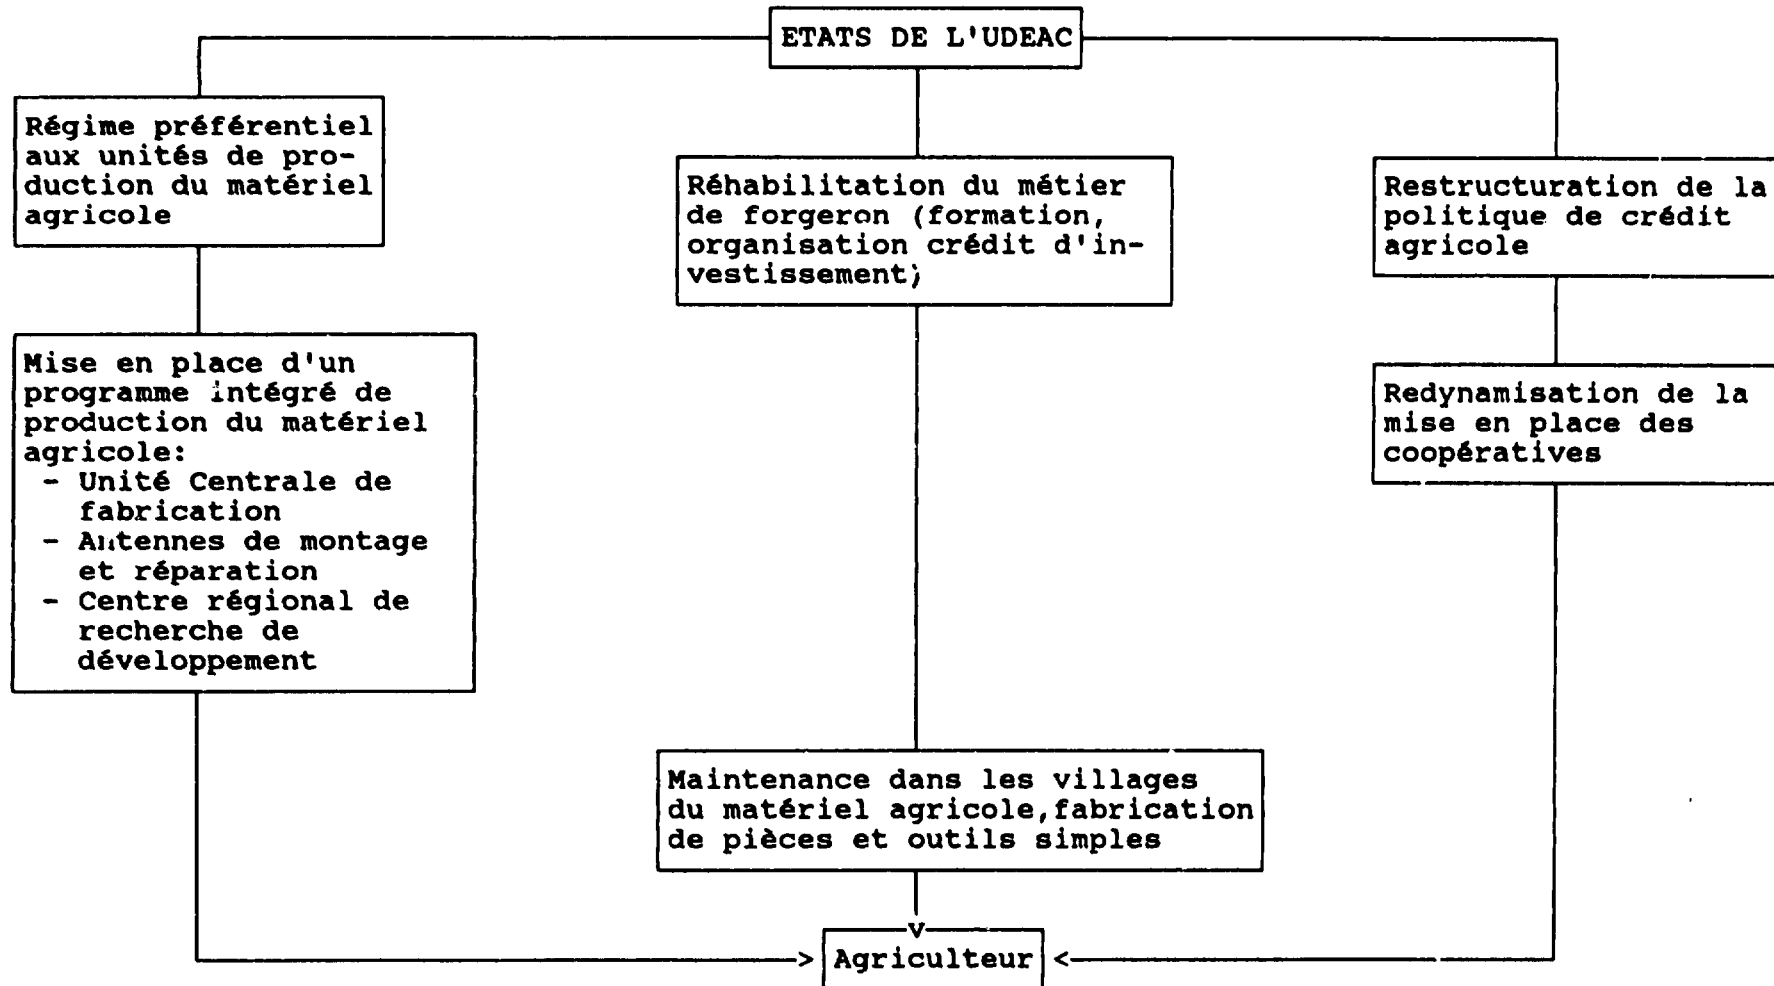 ETATS DE L'UDEAC
Régime préférentiel
aux unités de pro-
duction du matériel
agricole
Réhabilitation du métier
de forgeron (formation,
organisation crédit d'in-
vestissement)
Restructuration de la
politique de crédit
agricole
Mise en place d'un
programme intégré de
production du matériel
agricole:
- Unité Centrale de
fabrication
- Antennes de montage
et réparation
- Centre régional de
recherche de
développement
Redynamisation de la
mise en place des
coopératives
Maintenance dans les villages
du matériel agricole,fabrication
de pièces et outils simples
Agriculteur